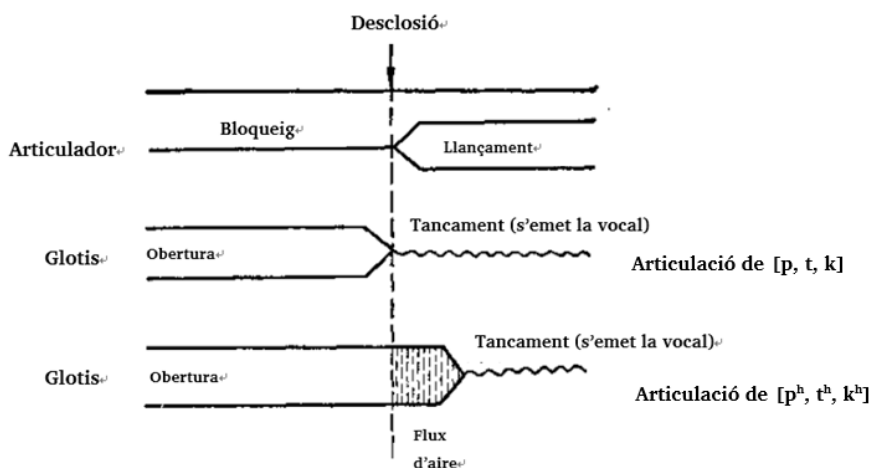 Desclosió
Bloqueig
Articulador
Llançament
Tancament (s'emet la vocal)
Glotis
Obertura
Articulació de [p, t, k]
Tancament (s'emet la vocal)
Glotis
Obertura
Articulació de [pʰ, tʰ, kʰ]
Flux
d'aire